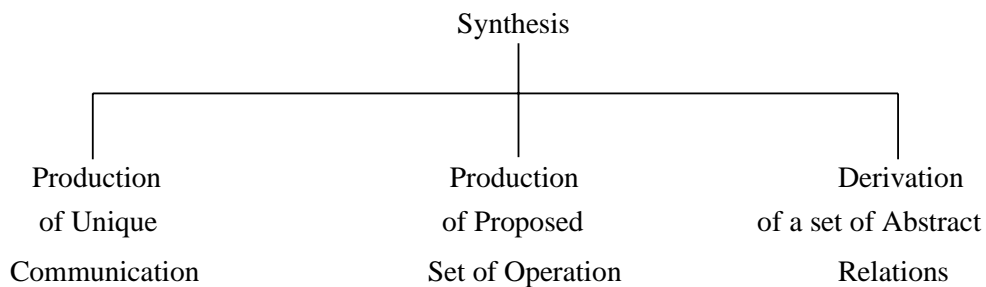 Synthesis
Production
of Unique
Communication
Production
of Proposed
Set of Operation
Derivation
of a set of Abstract
Relations